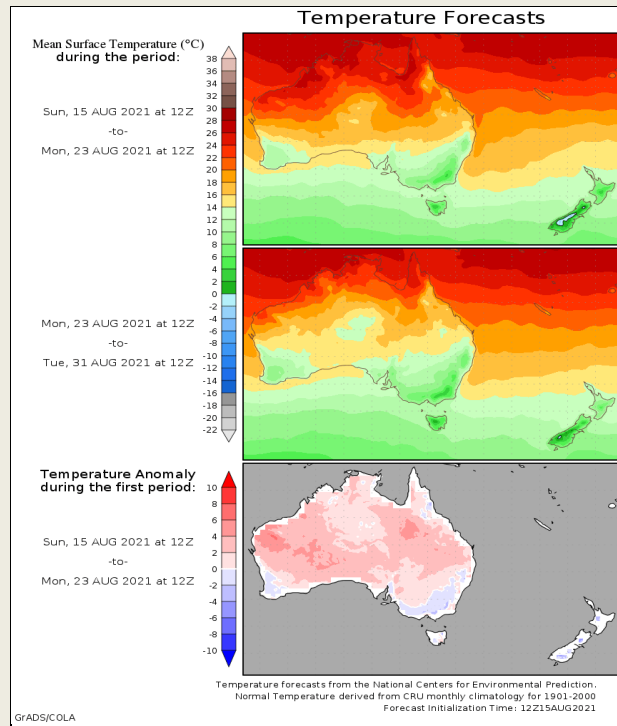 Temperature Forecasts
Mean Surface Temperature (°C)
during the period:
Sun, 15 AUG 2021 at 12Z
-to-
Mon, 23 AUG 2021 at 12Z
38
36
34
32
30
28
26
24
22
20
18
16
14
12
10
8
6
4
2
0
-2
-4
-6
-8
-10
-12
-14
-16
-18
-20
-22
Mon, 23 AUG 2021 at 12Z
-to-
Tue, 31 AUG 2021 at 12Z
Temperature Anomaly
during the first period:
Sun, 15 AUG 2021 at 12Z
-to-
Mon, 23 AUG 2021 at 12Z
10
8
6
4
2
0
-2
-4
-6
-8
-10
Temperature forecasts from the National Centers for Environmental Prediction.
Normal Temperature derived from CRU monthly climatology for 1901-2000
Forecast Initialization Time: 12Z15AUG2021
GrADS/COLA